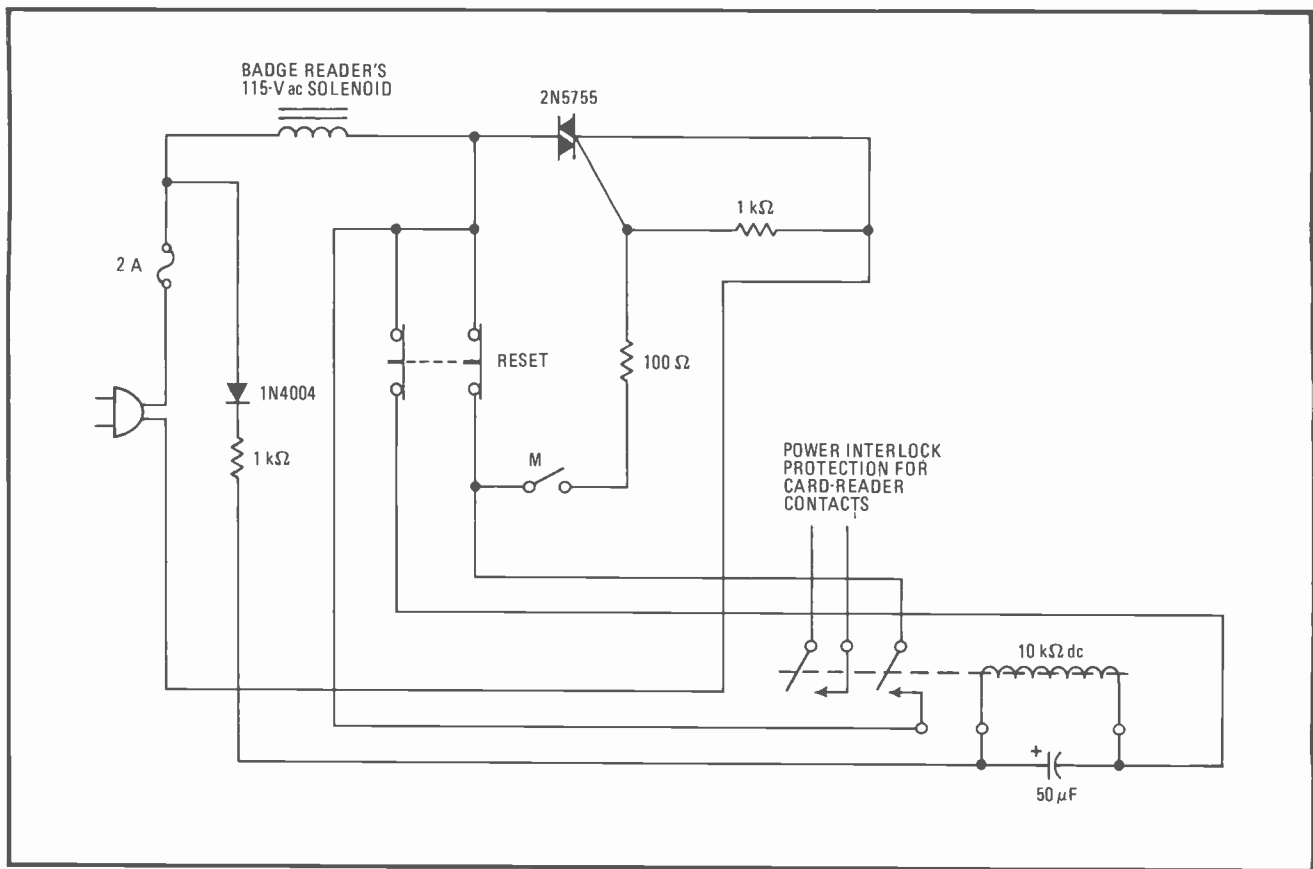 BADGE READER'S
115-V ac SOLENOID
2N5755
1 kΩ
2 A
RESET
100 Ω
1N4004
1 kΩ
M
POWER INTERLOCK
PROTECTION FOR
CARD-READER
CONTACTS
10 kΩ dc
+
50 μF